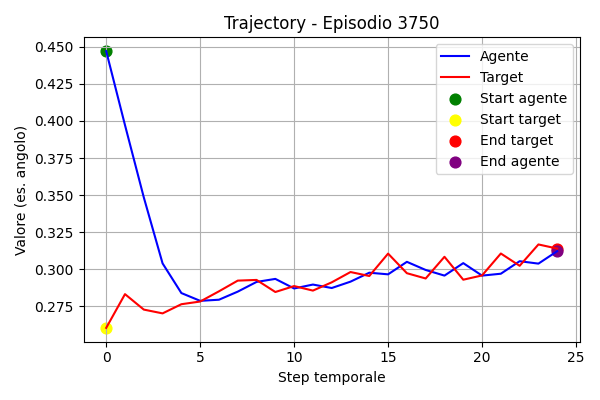 Trajectory - Episodio 3750
Valore (es. angolo)
0.450
0.425
0.400
0.375
0.350
0.325
0.300
0.275
Agente
Target
Start agente
Start target
End target
End agente
0 5 10 15 20 25
Step temporale